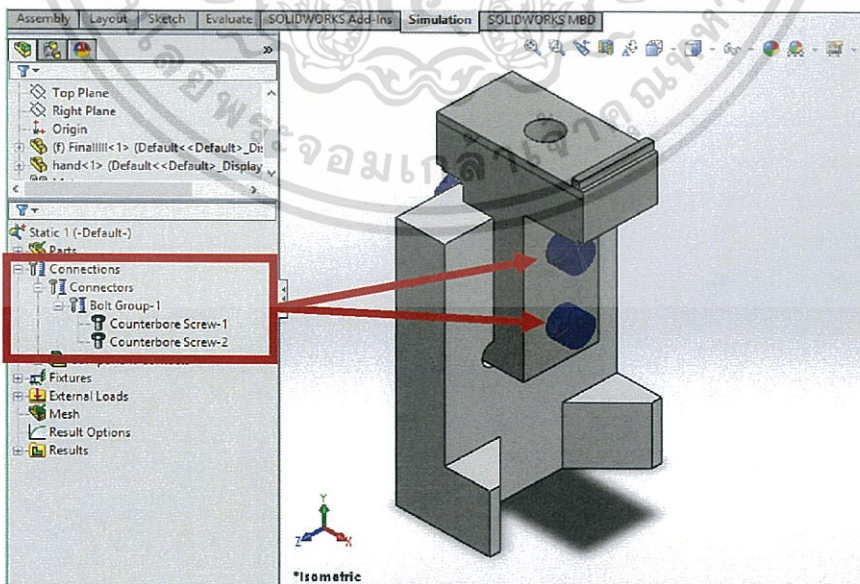 Assembly Layout Sketch Evaluate SOLIDWORKS Add-Ins Simulation SOLIDWORKS MBD
Top Plane
Right Plane
Origin
(f) Finallllll<1> (Default<<Default>_Dis
hand<1> (Default<<Default>_Display
Static 1 (-Default-)
Parts
Connections
Connectors
Bolt Group-1
Counterbore Screw-1
Counterbore Screw-2
Fixtures
External Loads
Mesh
Result Options
Results
Y
Z
X
*Isometric